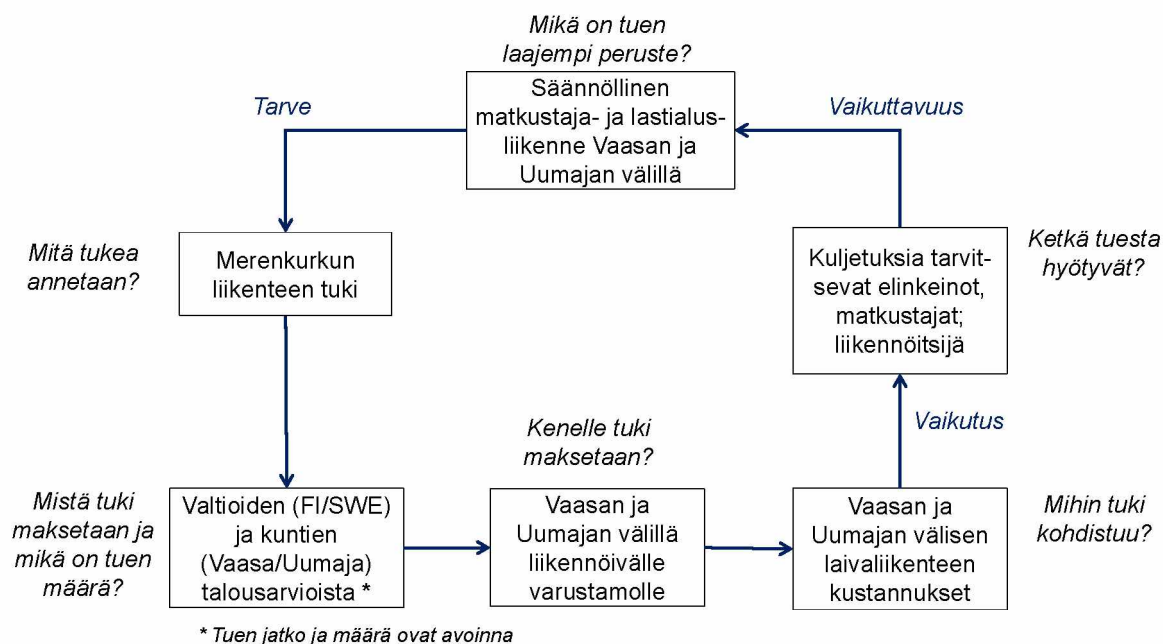 Mikä on tuen
laajempi peruste?
Säännöllinen
matkustaja- ja lastialus-
liikenne Vaasan ja
Uumajan välillä
Tarve
Vaikuttavuus
Mitä tukea
annetaan?
Merenkurkun
liikenteen tuki
Kuljetuksia tarvit-
sevat elinkeinot,
matkustajat;
liikennöitsijä
Ketkä tuesta
hyötyvät?
Vaikutus
Kenelle tuki
maksetaan?
Mistä tuki
maksetaan ja
mikä on tuen
määrä?
Valtioiden (FI/SWE)
ja kuntien
(Vaasa/Uumaja)
talousarvioista *
Vaasan ja
Uumajan välillä
liikennöivälle
varustamolle
Vaasan ja
Uumajan välisen
laivaliikenteen
kustannukset
Mihin tuki
kohdistuu?
* Tuen jatko ja määrä ovat avoinna